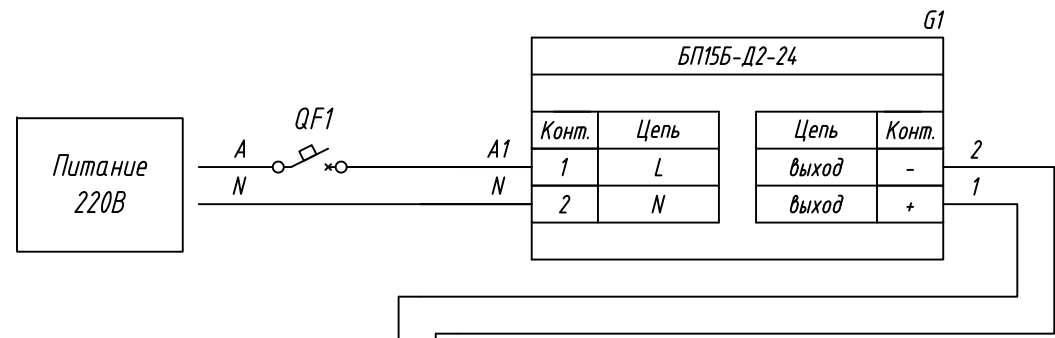 G1
БП15Б-Д2-24
Питание
220В
QF1
A
N
A1
N
Конт. Цепь
1 L
2 N
Цепь Конт.
выход -
выход +
2
1